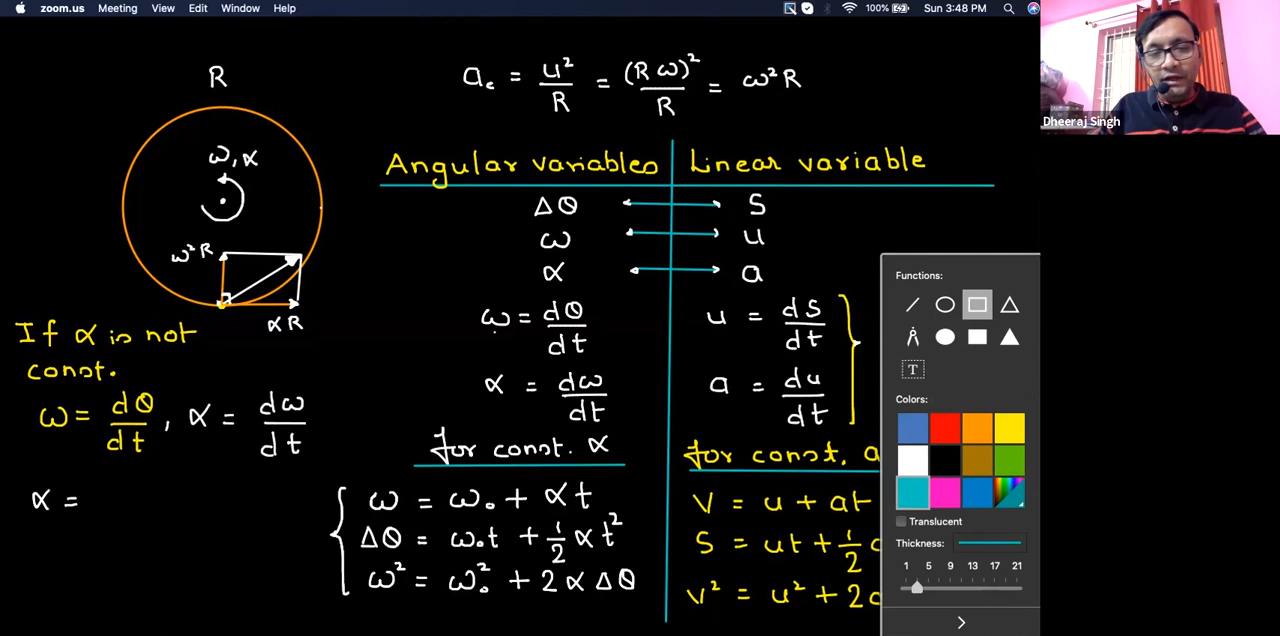 zoom.us Meeting View Edit Window Help 100% Sun 3:48 PM
Dheeraj Singh
R
a_c = u²/R = (Rω)²/R = ω²R
ω, α
ω²R
αR
Angular variables Linear variable
Δθ ⟷ S
ω ⟷ u
α ⟷ a
ω = dθ/dt u = dS/dt
α = dω/dt a = du/dt
If α is not
const.
ω = dθ/dt, α = dω/dt
α =
for const. α for const. a
ω = ω₀ + αt V = u + at
Δθ = ω₀t + 1/2 αt² S = ut + 1/2
ω² = ω₀² + 2αΔθ V² = u² + 2a
Functions:
T
Colors:
Translucent
Thickness:
1 5 9 13 17 21